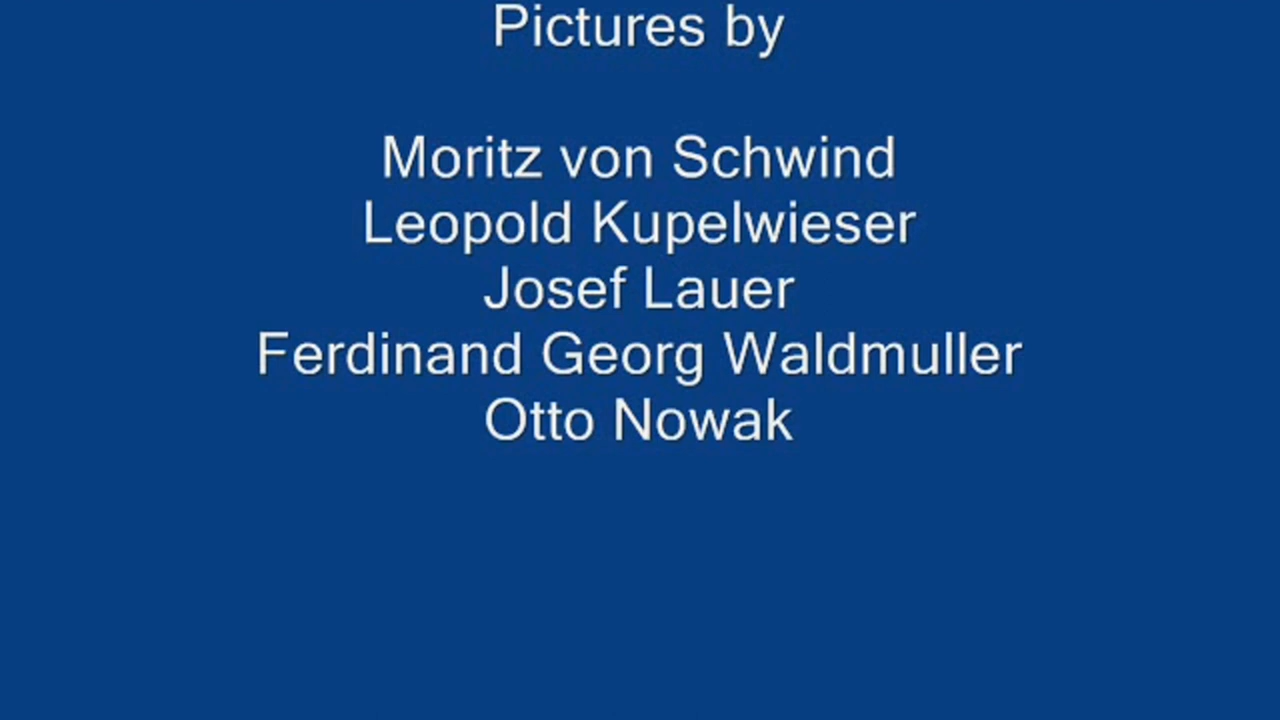 Pictures by
Moritz von Schwind
Leopold Kupelwieser
Josef Lauer
Ferdinand Georg Waldmuller
Otto Nowak